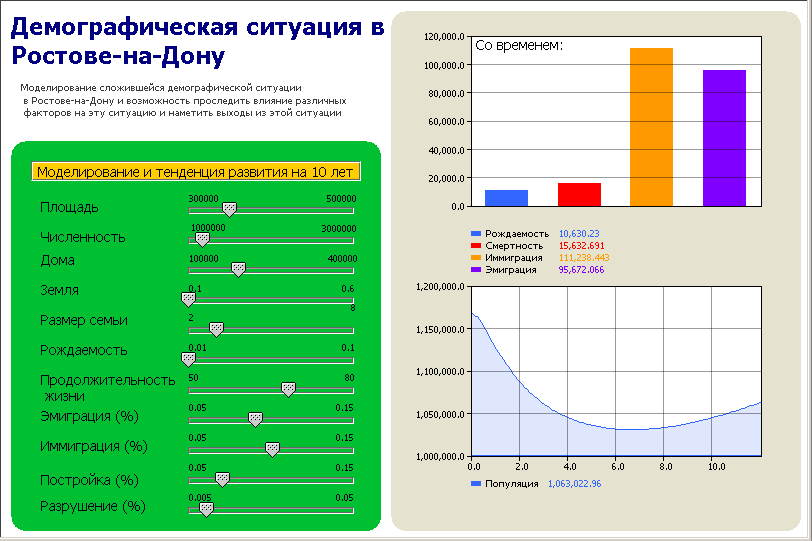 Демографическая ситуация в
Ростове-на-Дону
Моделирование сложившейся демографической ситуации
в Ростове-на-Дону и возможность проследить влияние различных
факторов на эту ситуацию и наметить выходы из этой ситуации
Моделирование и тенденция развития на 10 лет
300000 500000
Площадь
1000000 3000000
Численность
100000 400000
Дома
0.1 0.6
Земля
2 8
Размер семьи
0.01 0.1
Рождаемость
50 80
Продолжительность
жизни
0.05 0.15
Эмиграция (%)
0.05 0.15
Иммиграция (%)
0.05 0.15
Постройка (%)
0.005 0.05
Разрушение (%)
Со временем:
120,000.0
100,000.0
80,000.0
60,000.0
40,000.0
20,000.0
0.0
Рождаемость 10,630.23
Смертность 15,632.691
Иммиграция 111,238.443
Эмиграция 95,672.066
1,200,000.0
1,150,000.0
1,100,000.0
1,050,000.0
1,000,000.0
0.0 2.0 4.0 6.0 8.0 10.0
Популяция 1,063,022.96